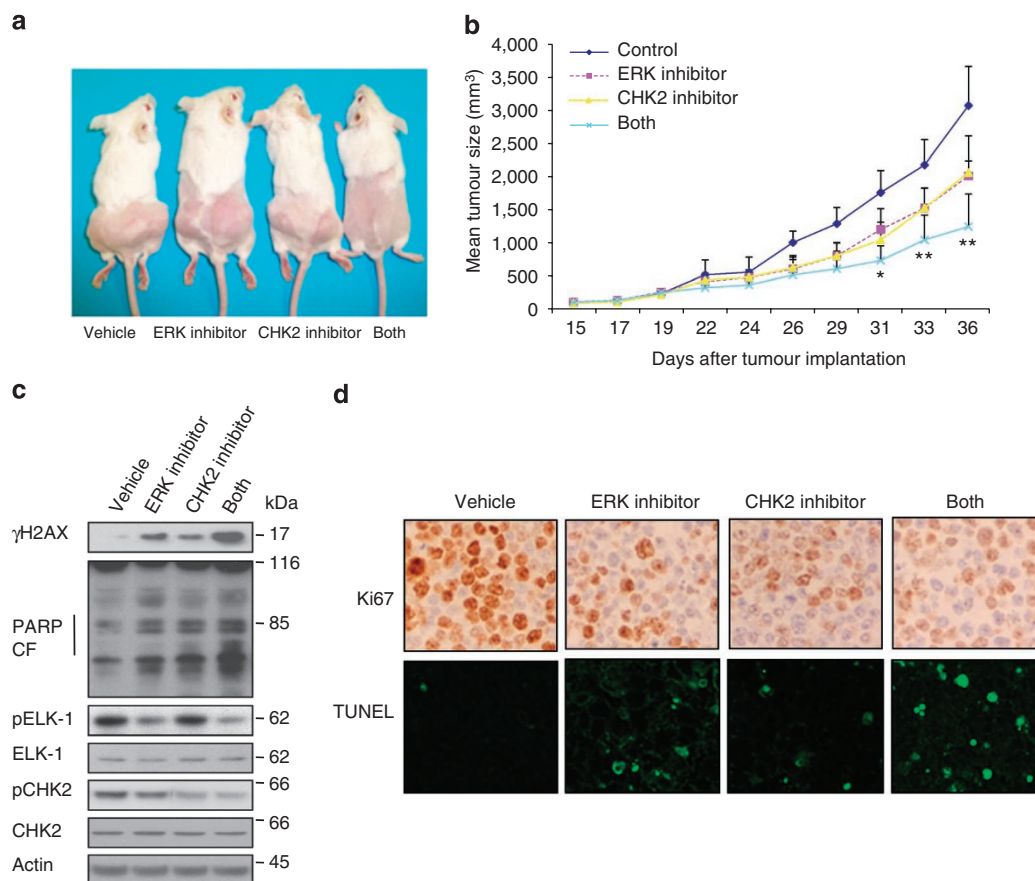 a
Vehicle ERK inhibitor CHK2 inhibitor Both
b
4,000
3,500
3,000
2,500
2,000
1,500
1,000
500
0
Mean tumour size (mm³)
Control
ERK inhibitor
CHK2 inhibitor
Both
* ** **
15 17 19 22 24 26 29 31 33 36
Days after tumour implantation
c
Vehicle
ERK inhibitor
CHK2 inhibitor
Both
kDa
γH2AX 17
116
PARP 85
CF
pELK-1 62
ELK-1 62
pCHK2 66
CHK2 66
Actin 45
d
Vehicle ERK inhibitor CHK2 inhibitor Both
Ki67
TUNEL